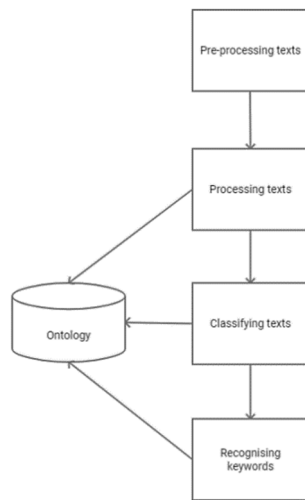 Pre-processing texts
Processing texts
Ontology
Classifying texts
Recognising
keywords